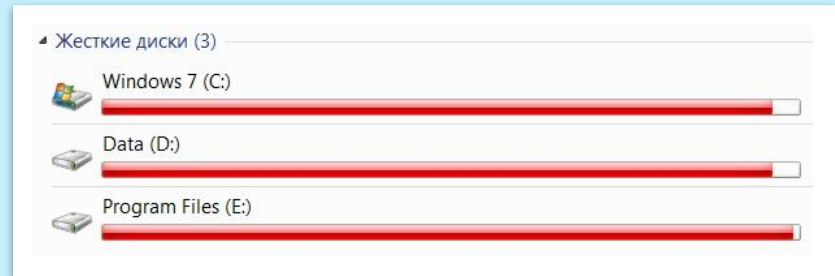 Жесткие диски (3)
Windows 7 (C:)
Data (D:)
Program Files (E:)